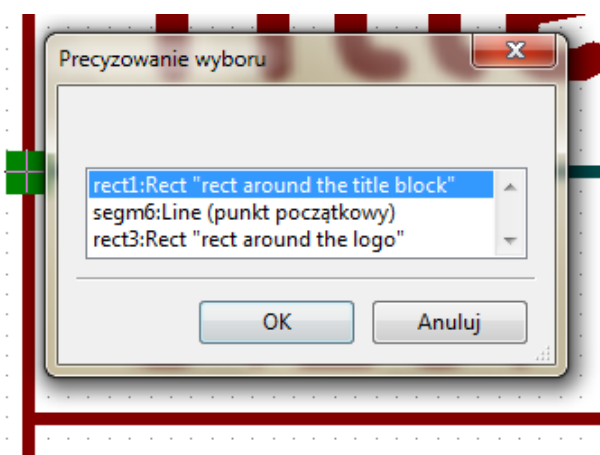 Precyzowanie wyboru
rect1:Rect "rect around the title block"
segm6:Line (punkt początkowy)
rect3:Rect "rect around the logo"
OK
Anuluj